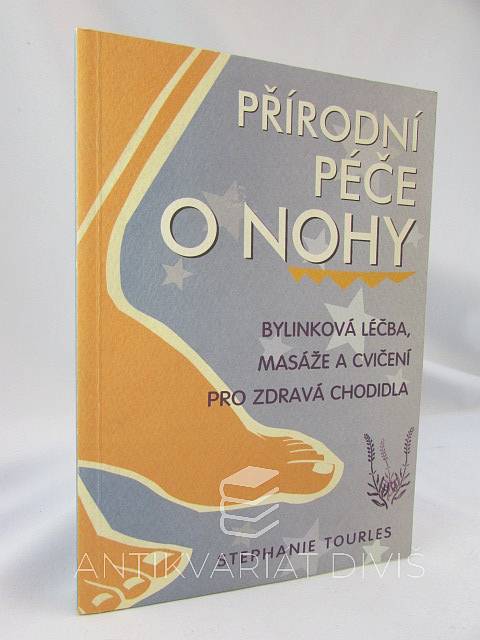 PŘÍRODNÍ
PÉČE
O NOHY
BYLINKOVÁ LÉČBA,
MASÁŽE A CVIČENÍ
PRO ZDRAVÁ CHODIDLA
STEPHANIE TOURLES
ANTIKVARIÁT DIVIŠ